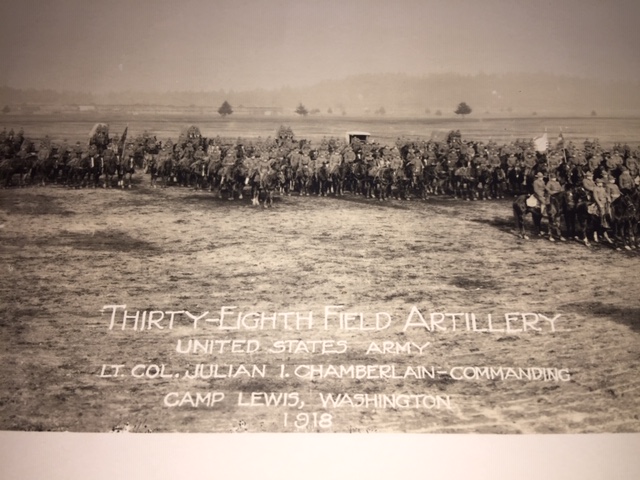 THIRTY-EIGHTH FIELD ARTILLERY
UNITED STATES ARMY
LT. COL. JULIAN I. CHAMBERLAIN-COMMANDING
CAMP LEWIS, WASHINGTON
1918